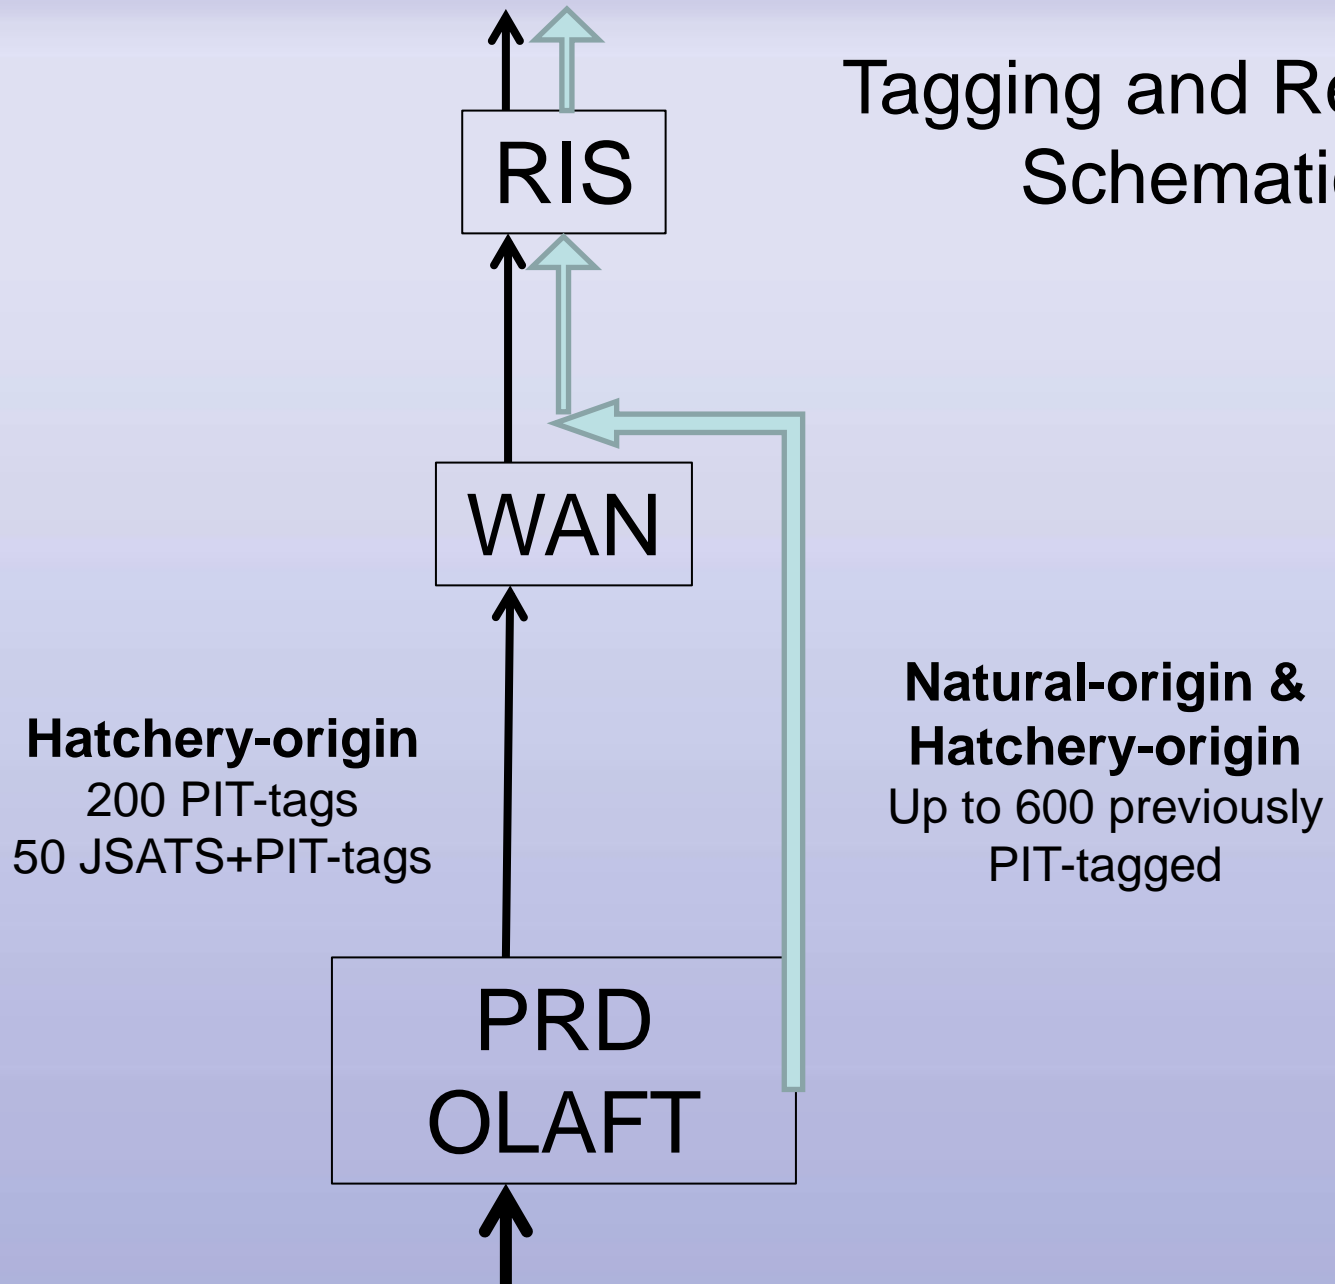 Tagging and Re
Schematic
RIS
WAN
Hatchery-origin
200 PIT-tags
50 JSATS+PIT-tags
Natural-origin &
Hatchery-origin
Up to 600 previously
PIT-tagged
PRD
OLAFT